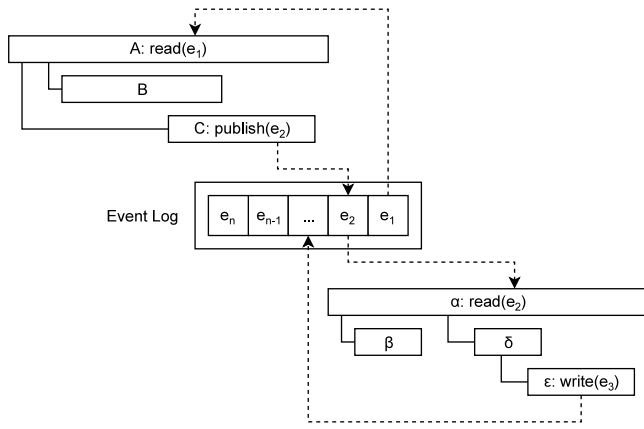 A: read(e₁)
B
C: publish(e₂)
Event Log
eₙ eₙ₋₁ ... e₂ e₁
α: read(e₂)
β δ
ε: write(e₃)